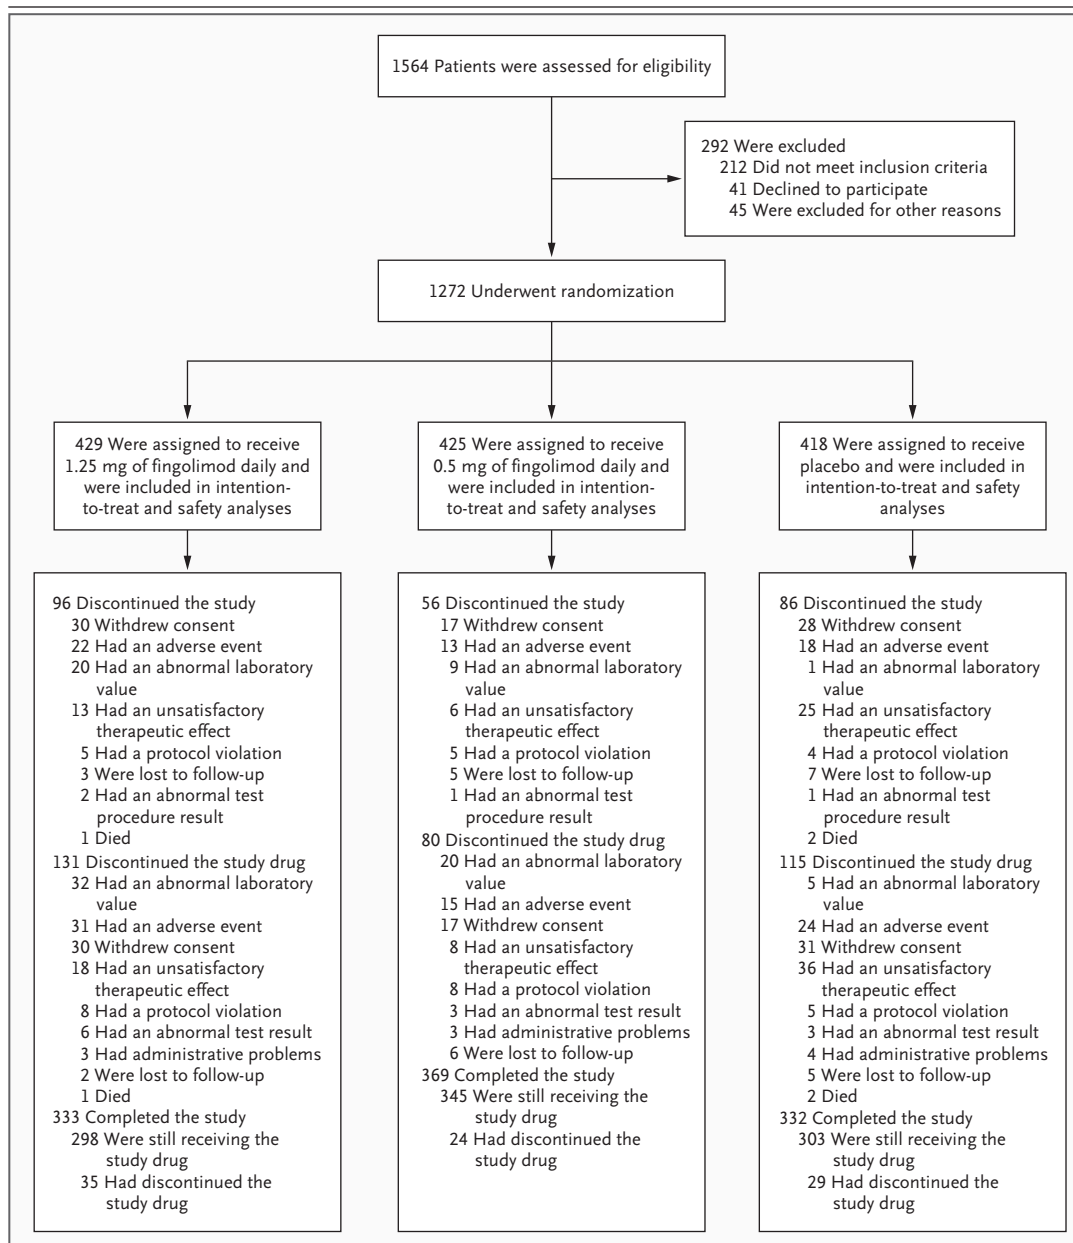 1564 Patients were assessed for eligibility
292 Were excluded
212 Did not meet inclusion criteria
41 Declined to participate
45 Were excluded for other reasons
1272 Underwent randomization
429 Were assigned to receive
1.25 mg of fingolimod daily and
were included in intention-
to-treat and safety analyses
425 Were assigned to receive
0.5 mg of fingolimod daily and
were included in intention-
to-treat and safety analyses
418 Were assigned to receive
placebo and were included in
intention-to-treat and safety
analyses
96 Discontinued the study
30 Withdrew consent
22 Had an adverse event
20 Had an abnormal laboratory
value
13 Had an unsatisfactory
therapeutic effect
5 Had a protocol violation
3 Were lost to follow-up
2 Had an abnormal test
procedure result
1 Died
131 Discontinued the study drug
32 Had an abnormal laboratory
value
31 Had an adverse event
30 Withdrew consent
18 Had an unsatisfactory
therapeutic effect
8 Had a protocol violation
6 Had an abnormal test result
3 Had administrative problems
2 Were lost to follow-up
1 Died
333 Completed the study
298 Were still receiving the
study drug
35 Had discontinued the
study drug
56 Discontinued the study
17 Withdrew consent
13 Had an adverse event
9 Had an abnormal laboratory
value
6 Had an unsatisfactory
therapeutic effect
5 Had a protocol violation
5 Were lost to follow-up
1 Had an abnormal test
procedure result
80 Discontinued the study drug
20 Had an abnormal laboratory
value
15 Had an adverse event
17 Withdrew consent
8 Had an unsatisfactory
therapeutic effect
8 Had a protocol violation
3 Had an abnormal test result
3 Had administrative problems
6 Were lost to follow-up
369 Completed the study
345 Were still receiving the
study drug
24 Had discontinued the
study drug
86 Discontinued the study
28 Withdrew consent
18 Had an adverse event
1 Had an abnormal laboratory
value
25 Had an unsatisfactory
therapeutic effect
4 Had a protocol violation
7 Were lost to follow-up
1 Had an abnormal test
procedure result
2 Died
115 Discontinued the study drug
5 Had an abnormal laboratory
value
24 Had an adverse event
31 Withdrew consent
36 Had an unsatisfactory
therapeutic effect
5 Had a protocol violation
3 Had an abnormal test result
4 Had administrative problems
5 Were lost to follow-up
2 Died
332 Completed the study
303 Were still receiving the
study drug
29 Had discontinued the
study drug